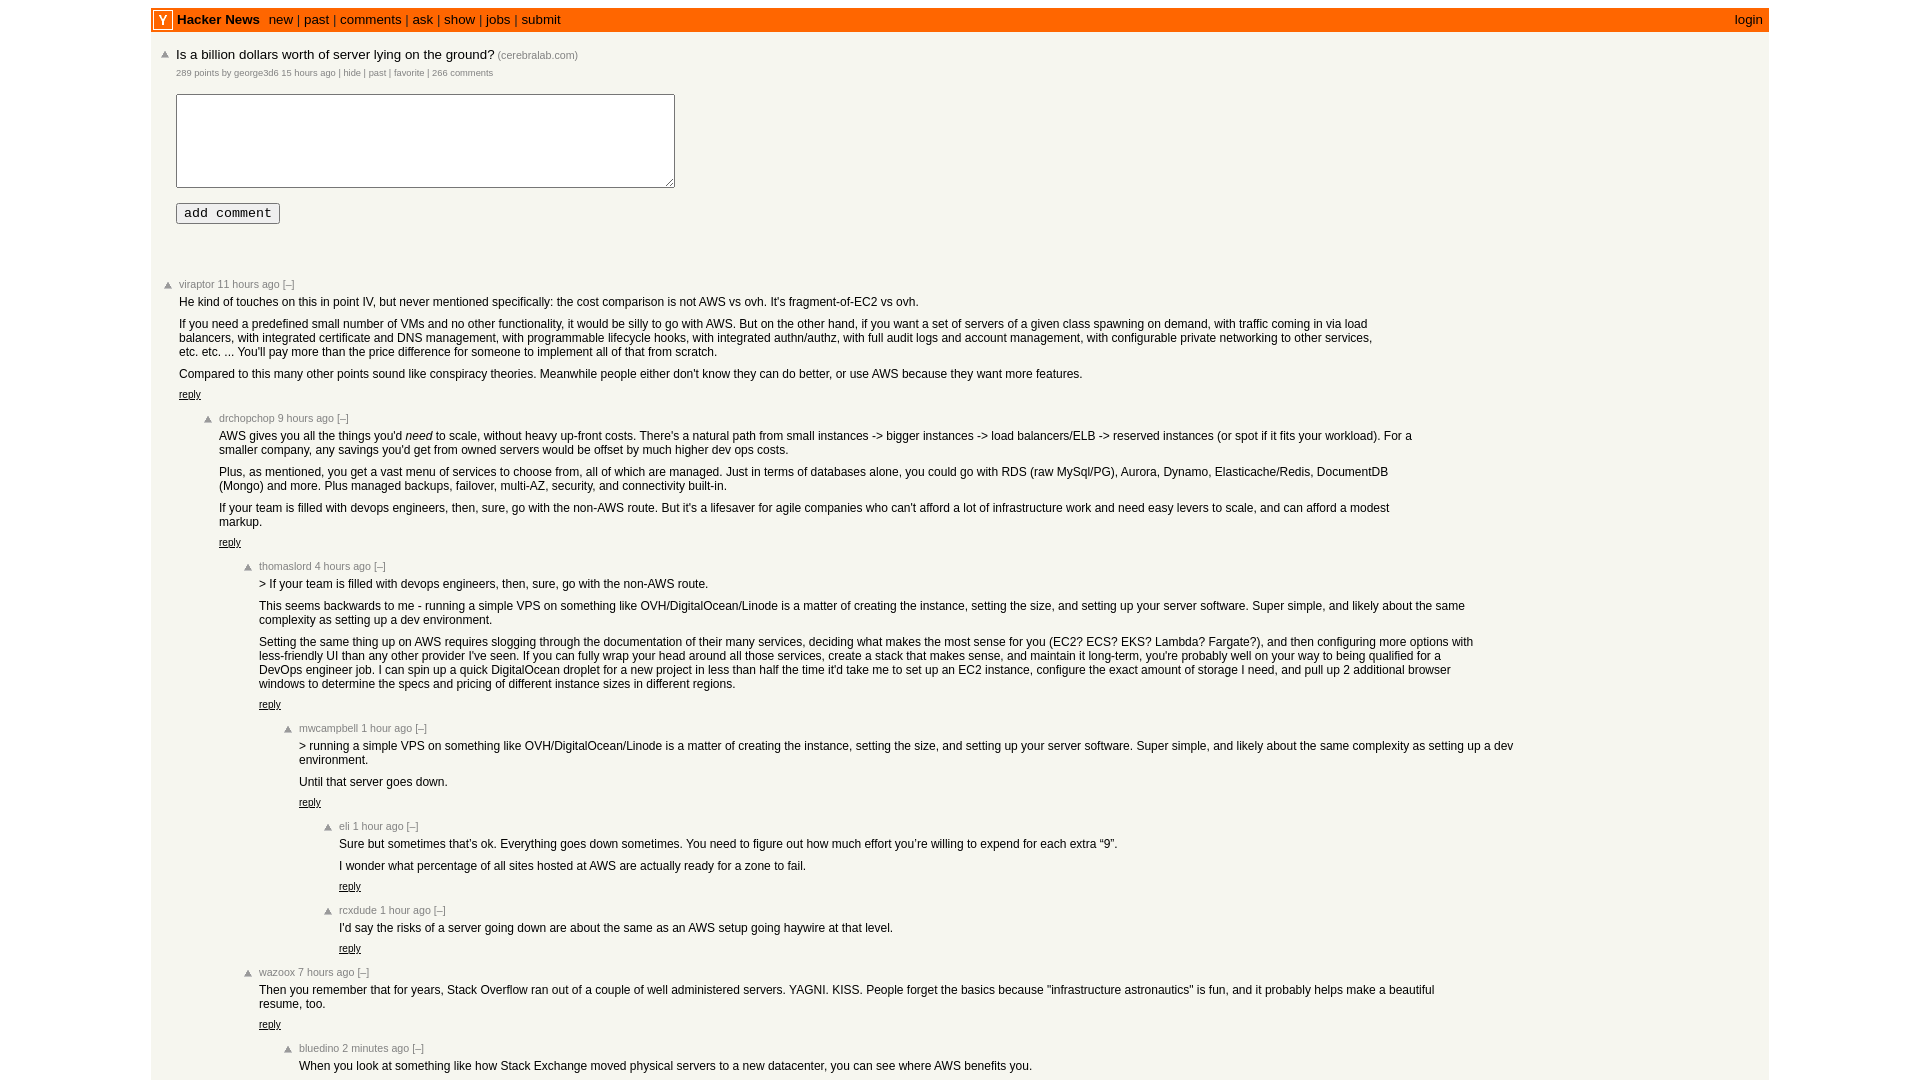 Y Hacker News new | past | comments | ask | show | jobs | submit login
Is a billion dollars worth of server lying on the ground? (cerebralab.com)
289 points by george3d6 15 hours ago | hide | past | favorite | 266 comments
add comment
viraptor 11 hours ago [–]
He kind of touches on this in point IV, but never mentioned specifically: the cost comparison is not AWS vs ovh. It's fragment-of-EC2 vs ovh.
If you need a predefined small number of VMs and no other functionality, it would be silly to go with AWS. But on the other hand, if you want a set of servers of a given class spawning on demand, with traffic coming in via load
balancers, with integrated certificate and DNS management, with programmable lifecycle hooks, with integrated authn/authz, with full audit logs and account management, with configurable private networking to other services,
etc. etc. ... You'll pay more than the price difference for someone to implement all of that from scratch.
Compared to this many other points sound like conspiracy theories. Meanwhile people either don't know they can do better, or use AWS because they want more features.
reply
drchopchop 9 hours ago [–]
AWS gives you all the things you'd need to scale, without heavy up-front costs. There's a natural path from small instances -> bigger instances -> load balancers/ELB -> reserved instances (or spot if it fits your workload). For a
smaller company, any savings you'd get from owned servers would be offset by much higher dev ops costs.
Plus, as mentioned, you get a vast menu of services to choose from, all of which are managed. Just in terms of databases alone, you could go with RDS (raw MySql/PG), Aurora, Dynamo, Elasticache/Redis, DocumentDB
(Mongo) and more. Plus managed backups, failover, multi-AZ, security, and connectivity built-in.
If your team is filled with devops engineers, then, sure, go with the non-AWS route. But it's a lifesaver for agile companies who can't afford a lot of infrastructure work and need easy levers to scale, and can afford a modest
markup.
reply
thomaslord 4 hours ago [–]
> If your team is filled with devops engineers, then, sure, go with the non-AWS route.
This seems backwards to me - running a simple VPS on something like OVH/DigitalOcean/Linode is a matter of creating the instance, setting the size, and setting up your server software. Super simple, and likely about the same
complexity as setting up a dev environment.
Setting the same thing up on AWS requires slogging through the documentation of their many services, deciding what makes the most sense for you (EC2? ECS? EKS? Lambda? Fargate?), and then configuring more options with
less-friendly UI than any other provider I've seen. If you can fully wrap your head around all those services, create a stack that makes sense, and maintain it long-term, you're probably well on your way to being qualified for a
DevOps engineer job. I can spin up a quick DigitalOcean droplet for a new project in less than half the time it'd take me to set up an EC2 instance, configure the exact amount of storage I need, and pull up 2 additional browser
windows to determine the specs and pricing of different instance sizes in different regions.
reply
mwcampbell 1 hour ago [–]
> running a simple VPS on something like OVH/DigitalOcean/Linode is a matter of creating the instance, setting the size, and setting up your server software. Super simple, and likely about the same complexity as setting up a dev
environment.
Until that server goes down.
reply
eli 1 hour ago [–]
Sure but sometimes that’s ok. Everything goes down sometimes. You need to figure out how much effort you’re willing to expend for each extra “9”.
I wonder what percentage of all sites hosted at AWS are actually ready for a zone to fail.
reply
rcxdude 1 hour ago [–]
I'd say the risks of a server going down are about the same as an AWS setup going haywire at that level.
reply
wazoox 7 hours ago [–]
Then you remember that for years, Stack Overflow ran out of a couple of well administered servers. YAGNI. KISS. People forget the basics because "infrastructure astronautics" is fun, and it probably helps make a beautiful
resume, too.
reply
bluedino 2 minutes ago [–]
When you look at something like how Stack Exchange moved physical servers to a new datacenter, you can see where AWS benefits you.